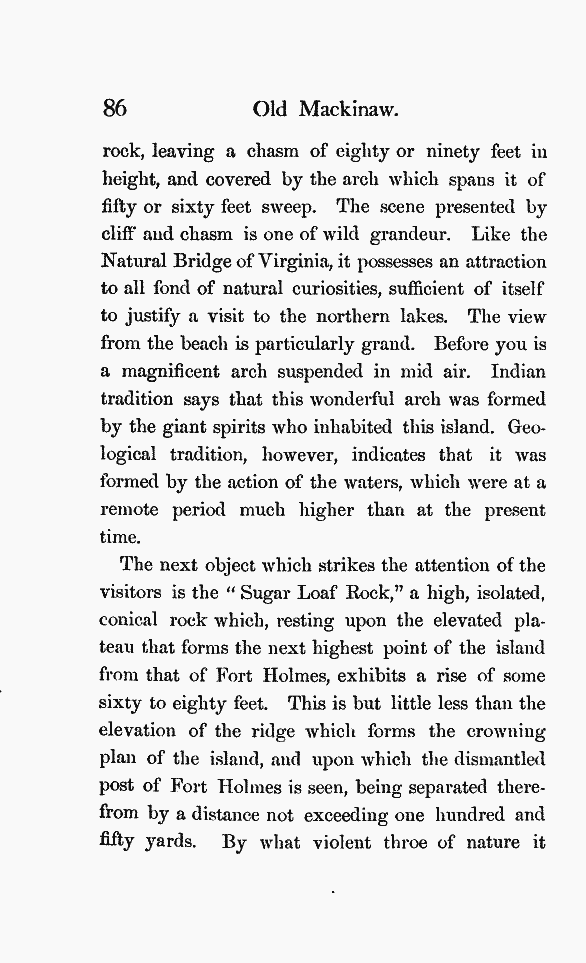 86 Old Mackinaw.
rock, leaving a chasm of eighty or ninety feet in
height, and covered by the arch which spans it of
fifty or sixty feet sweep. The scene presented by
cliff and chasm is one of wild grandeur. Like the
Natural Bridge of Virginia, it possesses an attraction
to all fond of natural curiosities, sufficient of itself
to justify a visit to the northern lakes. The view
from the beach is particularly grand. Before you is
a magnificent arch suspended in mid air. Indian
tradition says that this wonderful arch was formed
by the giant spirits who inhabited this island. Geo-
logical tradition, however, indicates that it was
formed by the action of the waters, which were at a
remote period much higher than at the present
time.
The next object which strikes the attention of the
visitors is the “ Sugar Loaf Rock,” a high, isolated,
conical rock which, resting upon the elevated pla-
teau that forms the next highest point of the island
from that of Fort Holmes, exhibits a rise of some
sixty to eighty feet. This is but little less than the
elevation of the ridge which forms the crowning
plan of the island, and upon which the dismantled
post of Fort Holmes is seen, being separated there-
from by a distance not exceeding one hundred and
fifty yards. By what violent throe of nature it